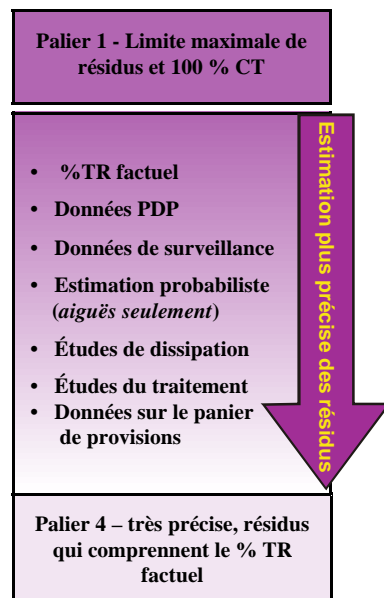 Palier 1 - Limite maximale de
résidus et 100 % CT
• %TR factuel
• Données PDP
• Données de surveillance
• Estimation probabiliste
(aiguës seulement)
• Études de dissipation
• Études du traitement
• Données sur le panier
de provisions
Estimation plus précise des résidus
Palier 4 – très précise, résidus
qui comprennent le % TR
factuel